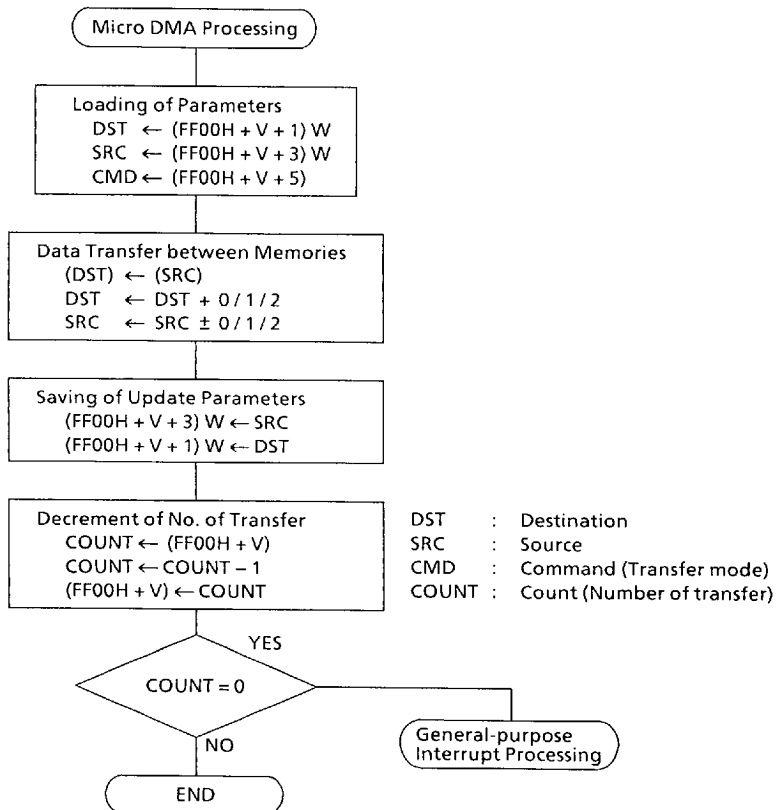 Micro DMA Processing
Loading of Parameters
DST ← (FF00H + V + 1) W
SRC ← (FF00H + V + 3) W
CMD ← (FF00H + V + 5)
Data Transfer between Memories
(DST) ← (SRC)
DST ← DST + 0 / 1 / 2
SRC ← SRC ± 0 / 1 / 2
Saving of Update Parameters
(FF00H + V + 3) W ← SRC
(FF00H + V + 1) W ← DST
Decrement of No. of Transfer
COUNT ← (FF00H + V)
COUNT ← COUNT – 1
(FF00H + V) ← COUNT
DST : Destination
SRC : Source
CMD : Command (Transfer mode)
COUNT : Count (Number of transfer)
YES
COUNT = 0
NO
General-purpose
Interrupt Processing
END